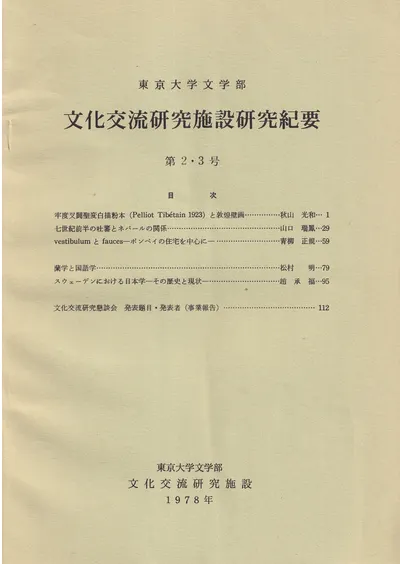 東京大学文学部
文化交流研究施設研究紀要
第2・3号
目次
牢度叉闘聖変白描粉本 (Pelliot Tibétain 1923) と敦煌壁画……………秋山 光和… 1
七世紀前半の吐蕃とネパールの関係……………山口 瑞鳳…29
vestibulum と fauces—ポンペイの住宅を中心に—……………青柳 正規…59
蘭学と国語学……………松村 明…79
スウェーデンにおける日本学—その歴史と現状—……………趙 承福…95
文化交流研究懇談会 発表題目・発表者 (事業報告)……………112
東京大学文学部
文化交流研究施設
1978年